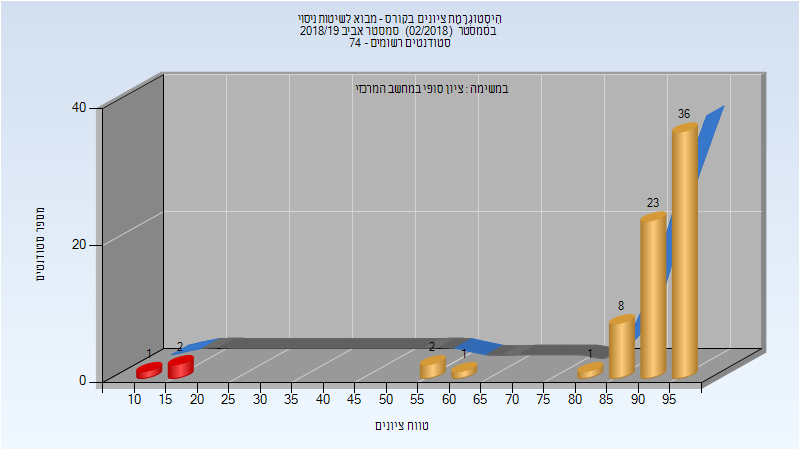 היסטוגרמת ציונים בקורס - מבוא לשיטות ניסוי
בסמסטר (02/2018) סמסטר אביב 2018/19
סטודנטים רשומים - 74
במשימה : ציון סופי במחשב המרכזי
40
20
0
מספר סטודנטים
1 2 2 1 1 8 23 36
10 15 20 25 30 35 40 45 50 55 60 65 70 75 80 85 90 95
טווח ציונים